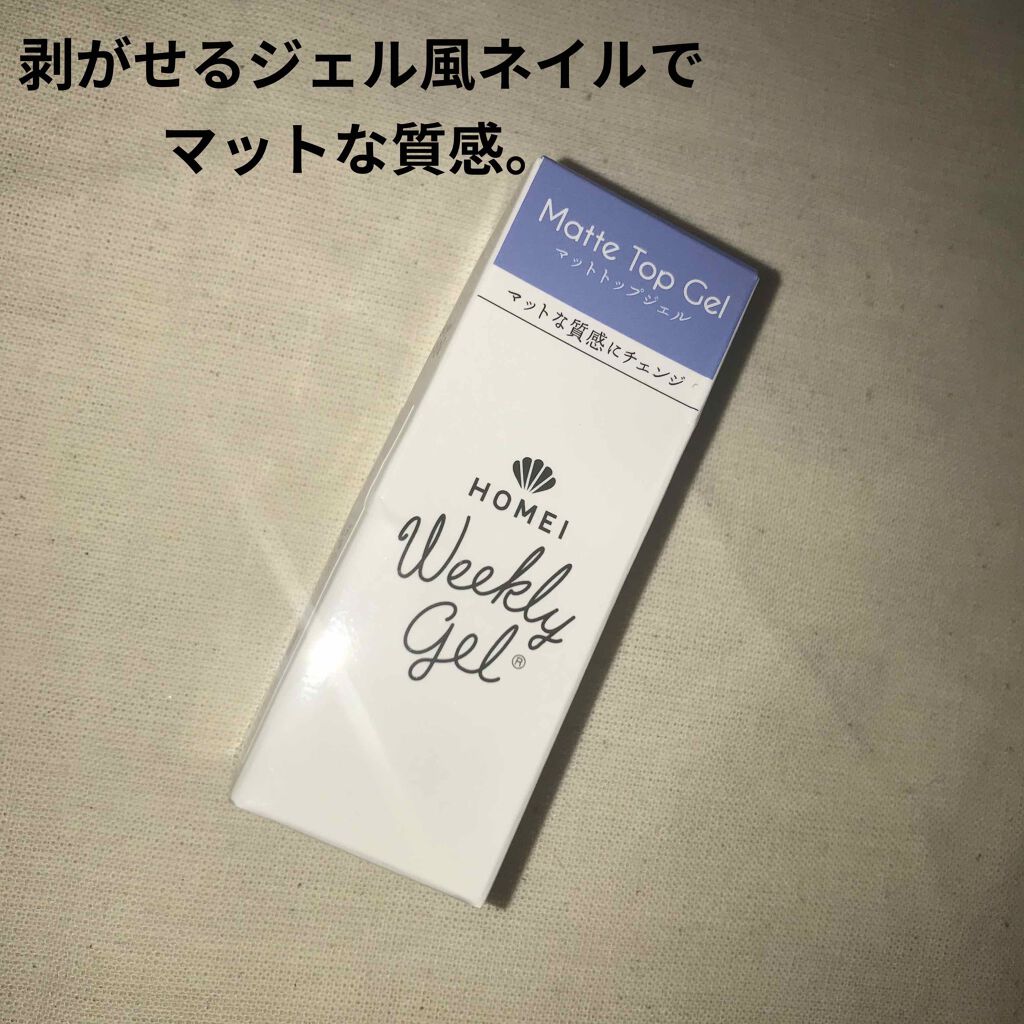 剥がせるジェル風ネイルで
マットな質感。
Matte Top Gel
マットトップジェル
マットな質感にチェンジ
HOMEI
Weekly
gel®